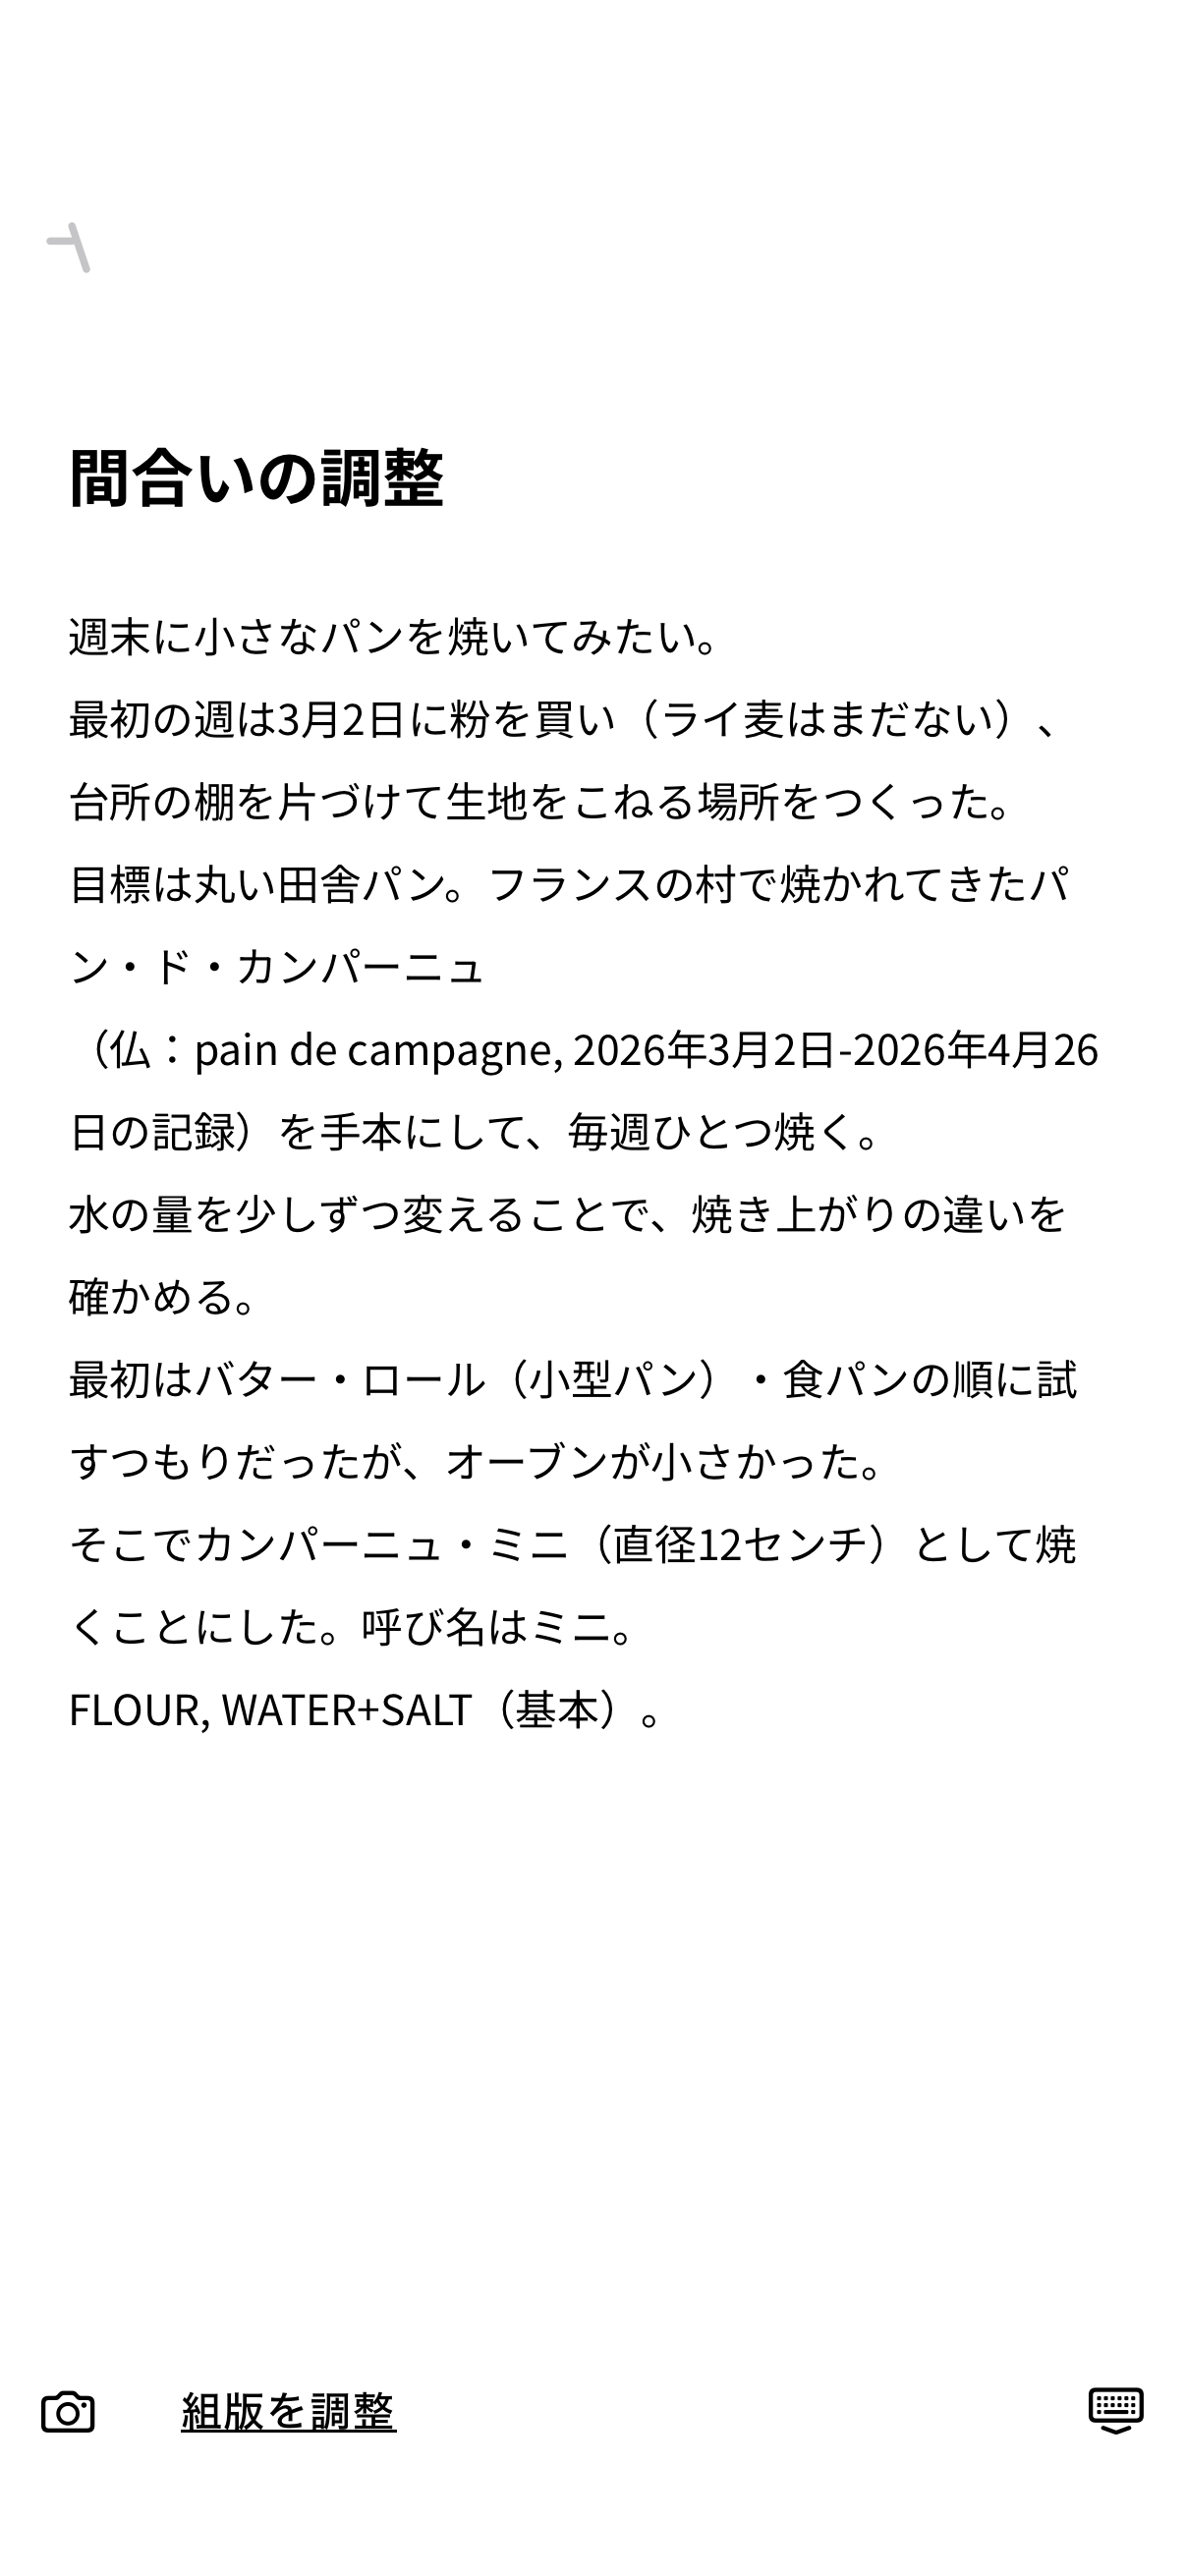 間合いの調整
週末に小さなパンを焼いてみたい。
最初の週は3月2日に粉を買い（ライ麦はまだない）、
台所の棚を片づけて生地をこねる場所をつくった。
目標は丸い田舎パン。フランスの村で焼かれてきたパ
ン・ド・カンパーニュ
（仏：pain de campagne, 2026年3月2日-2026年4月26
日の記録）を手本にして、毎週ひとつ焼く。
水の量を少しずつ変えることで、焼き上がりの違いを
確かめる。
最初はバター・ロール（小型パン）・食パンの順に試
すつもりだったが、オーブンが小さかった。
そこでカンパーニュ・ミニ（直径12センチ）として焼
くことにした。呼び名はミニ。
FLOUR, WATER+SALT（基本）。
組版を調整